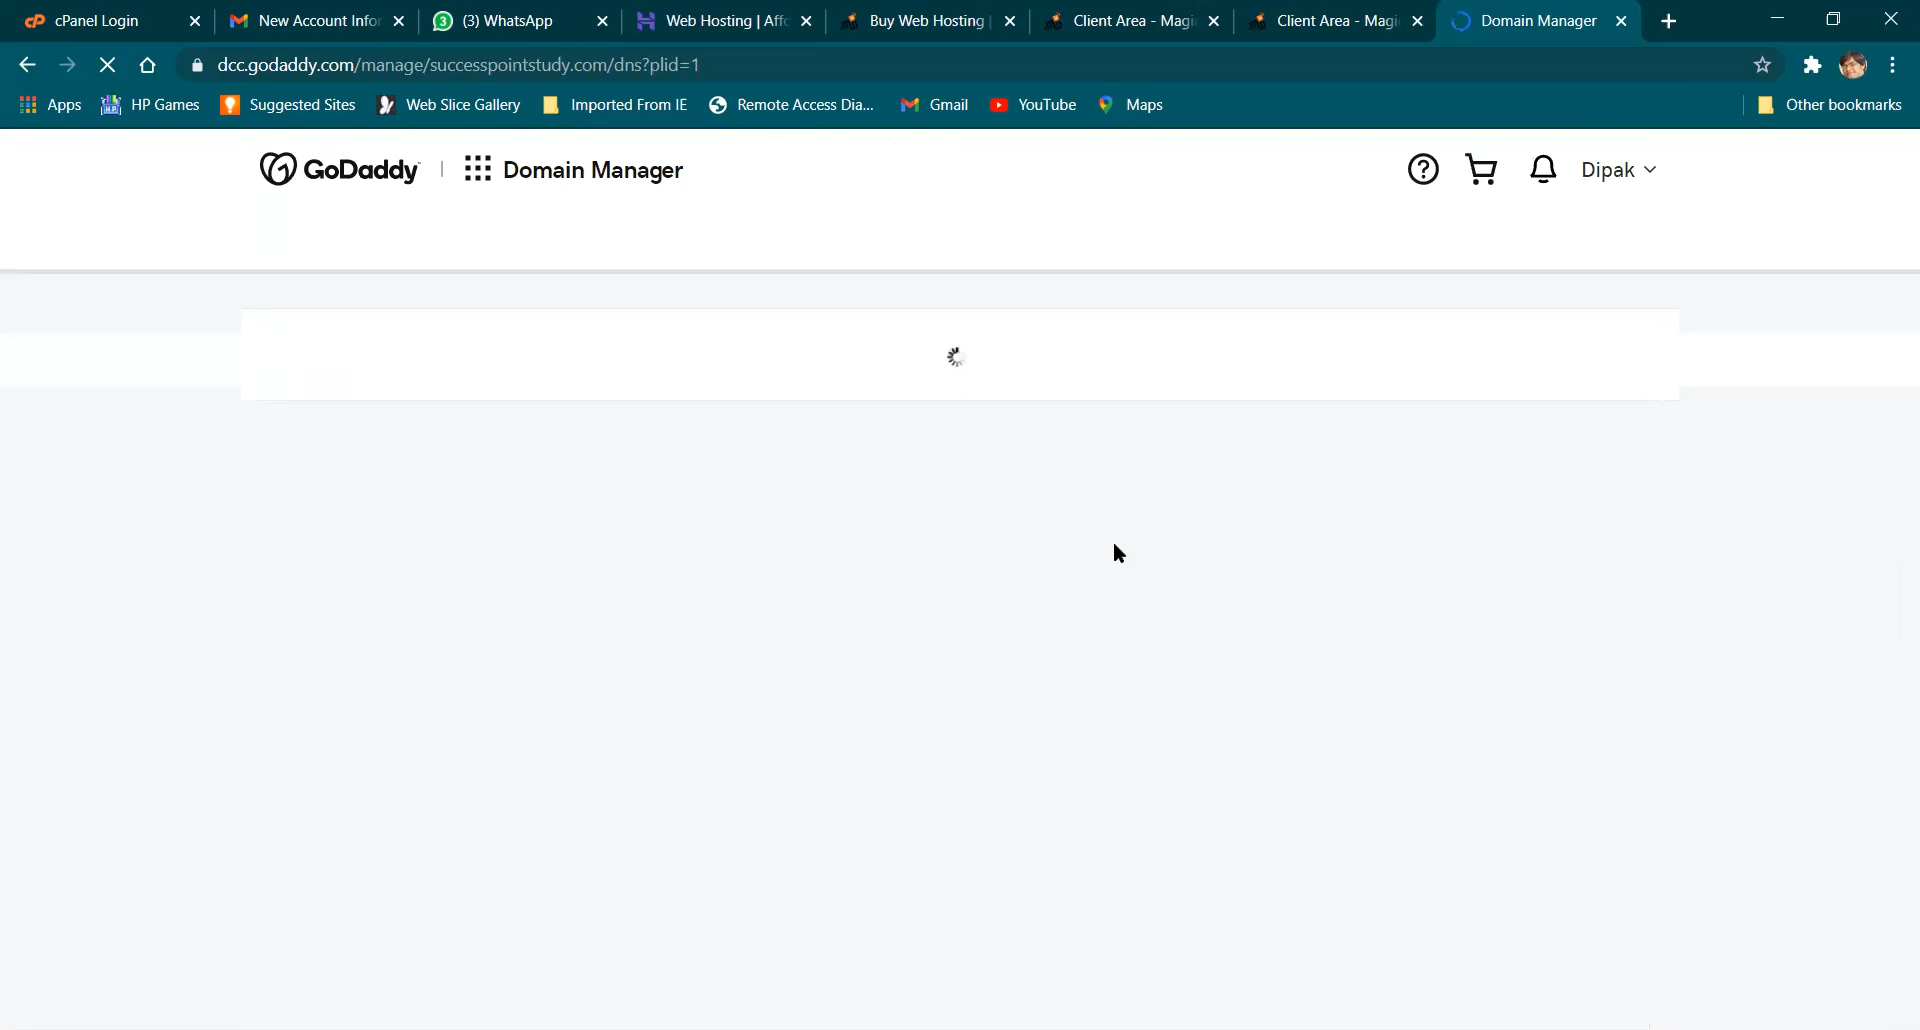 cPanel Login
New Account Infor
3 (3) WhatsApp
Web Hosting | Affo
Buy Web Hosting |
Client Area - Magi
Client Area - Magi
Domain Manager
dcc.godaddy.com/manage/successpointstudy.com/dns?plid=1
Apps
HP Games
Suggested Sites
Web Slice Gallery
Imported From IE
Remote Access Dia...
Gmail
YouTube
Maps
Other bookmarks
GoDaddy
Domain Manager
Dipak